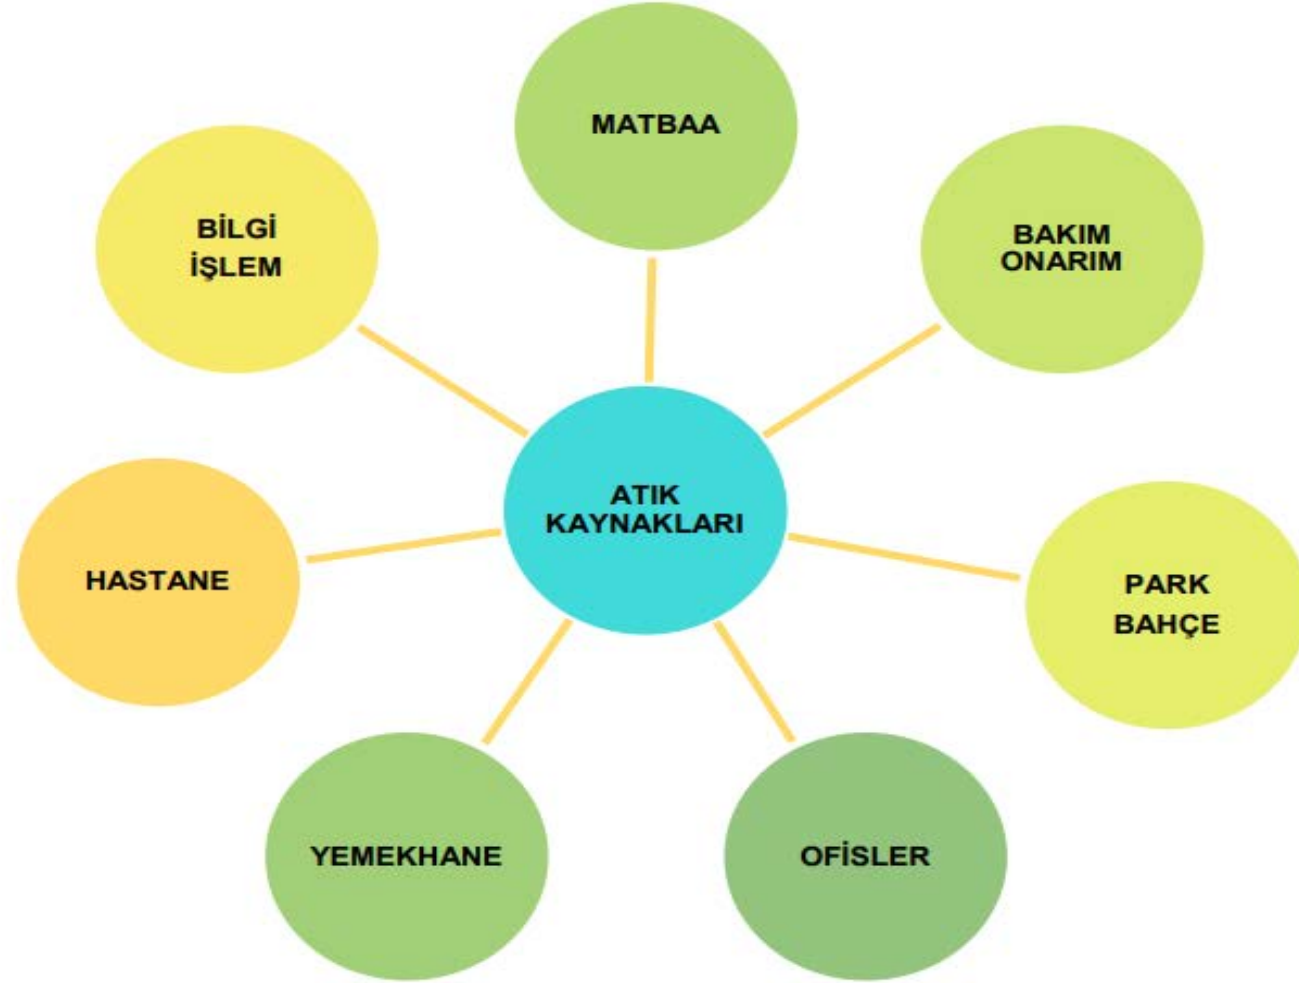 MATBAA
BİLGİ
İŞLEM
BAKIM
ONARIM
ATIK
KAYNAKLARI
HASTANE
PARK
BAHÇE
YEMEKHANE
OFİSLER